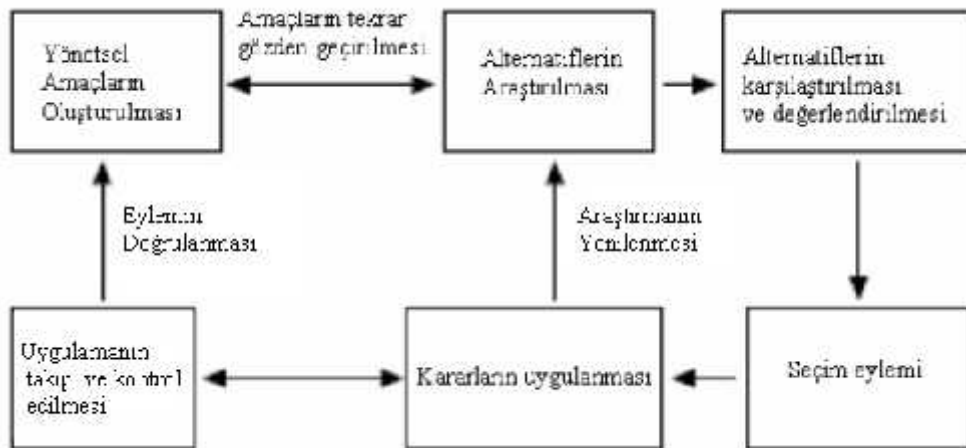 Amaçların tekrar
gözden geçirilmesi
Yönetsel
Amaçların
Oluşturulması
Alternatiflerin
Araştırılması
Alternatiflerin
karşılaştırılması
ve değerlendirilmesi
Eylemin
Doğrulanması
Araştırmanın
Yenilenmesi
Uygulamanın
takip ve kontrol
edilmesi
Kararların uygulanması
Seçim eylemi